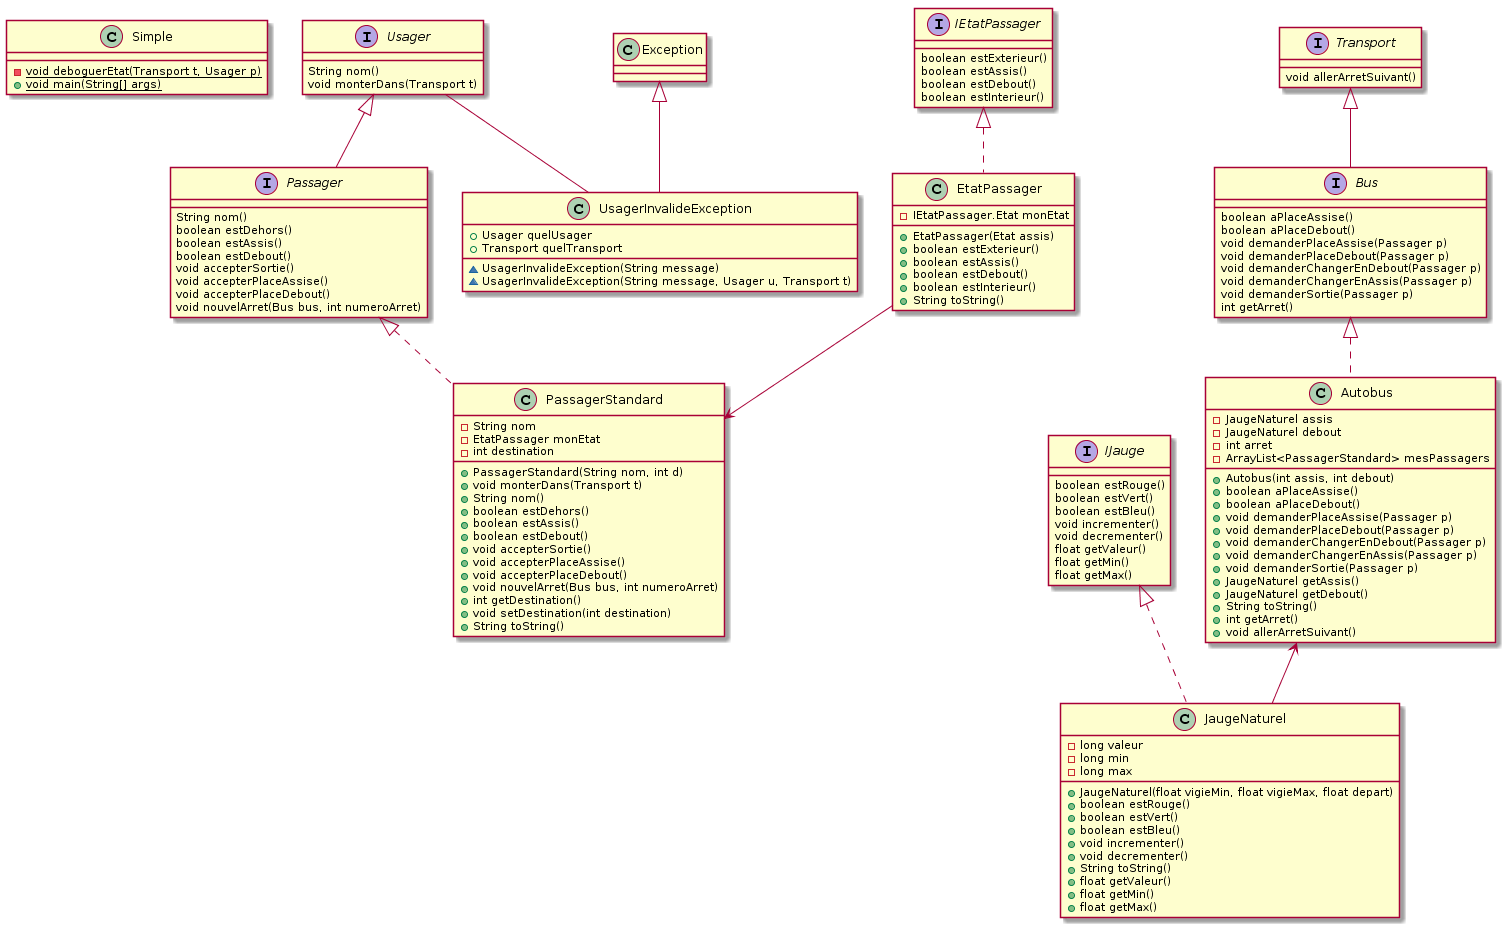 C Simple
void deboguerEtat(Transport t, Usager p)
void main(String[] args)
I Usager
String nom()
void monterDans(Transport t)
C Exception
I IEtatPassager
boolean estExterieur()
boolean estAssis()
boolean estDebout()
boolean estInterieur()
I Transport
void allerArretSuivant()
I Passager
String nom()
boolean estDehors()
boolean estAssis()
boolean estDebout()
void accepterSortie()
void accepterPlaceAssise()
void accepterPlaceDebout()
void nouvelArret(Bus bus, int numeroArret)
C UsagerInvalideException
Usager quelUsager
Transport quelTransport
UsagerInvalideException(String message)
UsagerInvalideException(String message, Usager u, Transport t)
C EtatPassager
IEtatPassager.Etat monEtat
EtatPassager(Etat assis)
boolean estExterieur()
boolean estAssis()
boolean estDebout()
boolean estInterieur()
String toString()
I Bus
boolean aPlaceAssise()
boolean aPlaceDebout()
void demanderPlaceAssise(Passager p)
void demanderPlaceDebout(Passager p)
void demanderChangerEnDebout(Passager p)
void demanderChangerEnAssis(Passager p)
void demanderSortie(Passager p)
int getArret()
C PassagerStandard
String nom
EtatPassager monEtat
int destination
PassagerStandard(String nom, int d)
void monterDans(Transport t)
String nom()
boolean estDehors()
boolean estAssis()
boolean estDebout()
void accepterSortie()
void accepterPlaceAssise()
void accepterPlaceDebout()
void nouvelArret(Bus bus, int numeroArret)
int getDestination()
void setDestination(int destination)
String toString()
I IJauge
boolean estRouge()
boolean estVert()
boolean estBleu()
void incrementer()
void decrementer()
float getValeur()
float getMin()
float getMax()
C Autobus
JaugeNaturel assis
JaugeNaturel debout
int arret
ArrayList<PassagerStandard> mesPassagers
Autobus(int assis, int debout)
boolean aPlaceAssise()
boolean aPlaceDebout()
void demanderPlaceAssise(Passager p)
void demanderPlaceDebout(Passager p)
void demanderChangerEnDebout(Passager p)
void demanderChangerEnAssis(Passager p)
void demanderSortie(Passager p)
JaugeNaturel getAssis()
JaugeNaturel getDebout()
String toString()
int getArret()
void allerArretSuivant()
C JaugeNaturel
long valeur
long min
long max
JaugeNaturel(float vigieMin, float vigieMax, float depart)
boolean estRouge()
boolean estVert()
boolean estBleu()
void incrementer()
void decrementer()
String toString()
float getValeur()
float getMin()
float getMax()